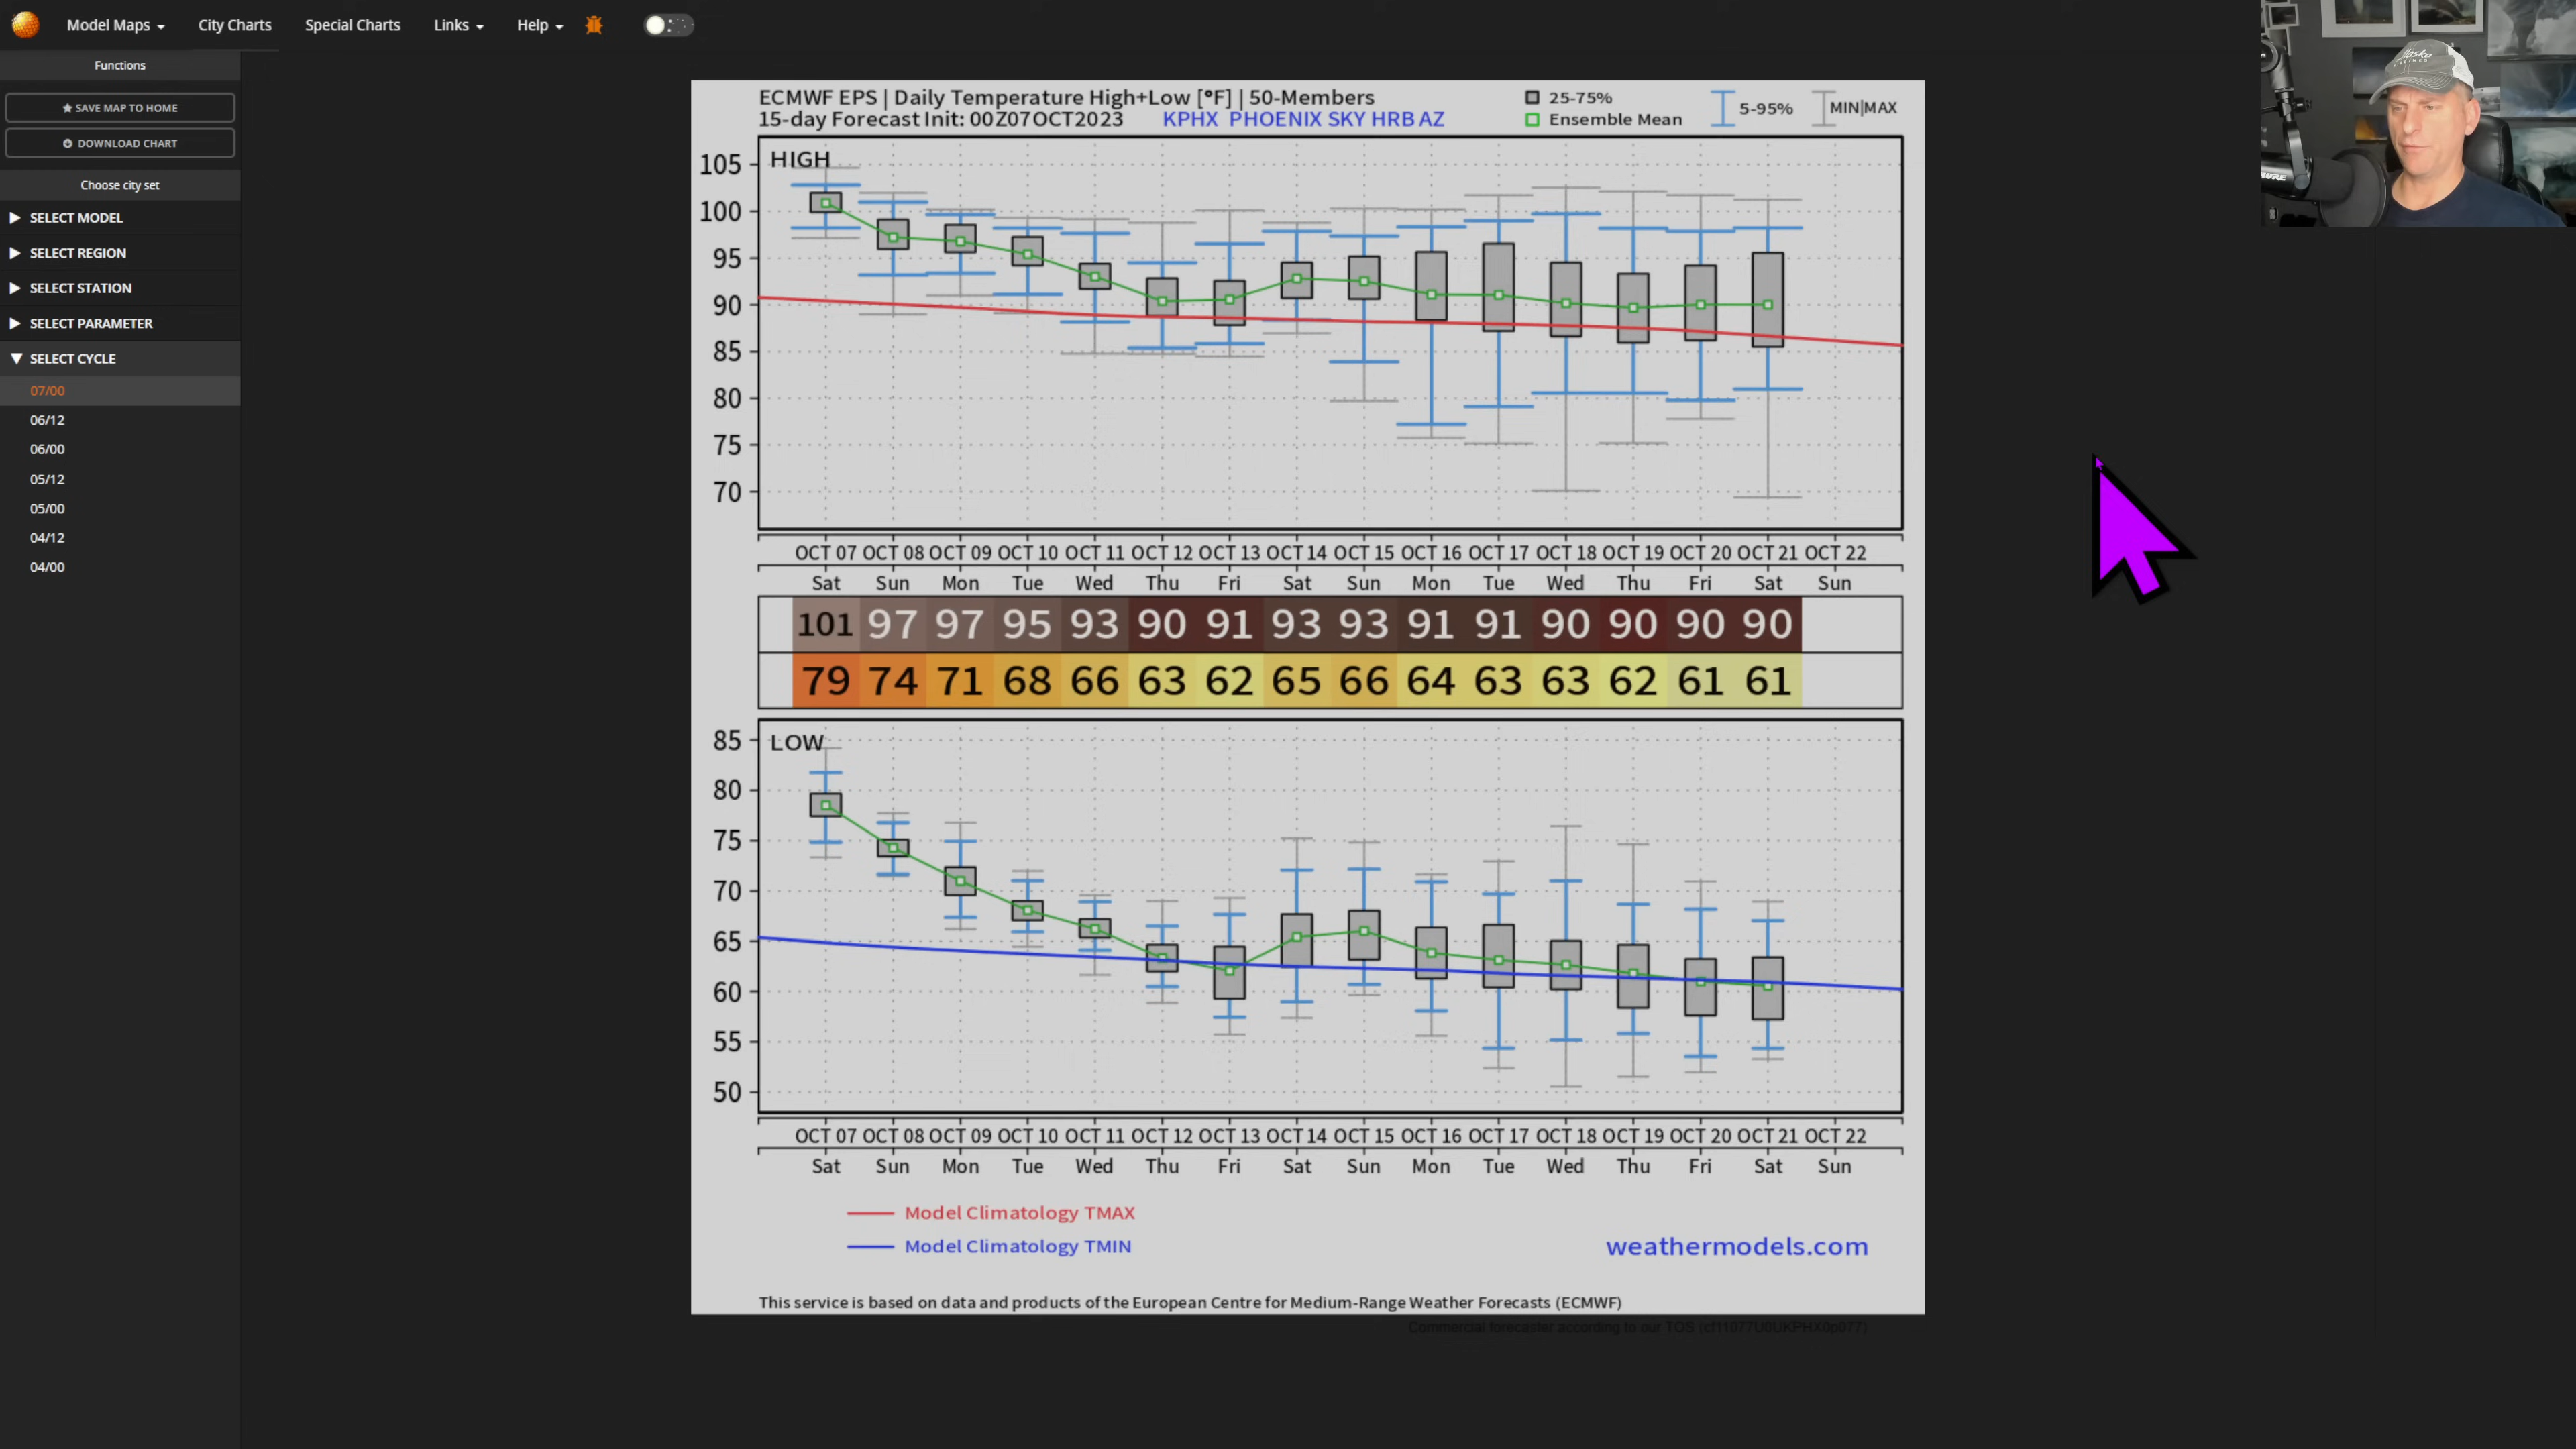 Model Maps City Charts Special Charts Links Help
Functions
SAVE MAP TO HOME
DOWNLOAD CHART
Choose city set
SELECT MODEL
SELECT REGION
SELECT STATION
SELECT PARAMETER
SELECT CYCLE
07/00
06/12
06/00
05/12
05/00
04/12
04/00
ECMWF EPS | Daily Temperature High+Low [°F] | 50-Members
15-day Forecast Init: 00Z07OCT2023 KPHX PHOENIX SKY HRB AZ
25-75%
Ensemble Mean
5-95%
MIN|MAX
HIGH
105
100
95
90
85
80
75
70
OCT 07 OCT 08 OCT 09 OCT 10 OCT 11 OCT 12 OCT 13 OCT 14 OCT 15 OCT 16 OCT 17 OCT 18 OCT 19 OCT 20 OCT 21 OCT 22
Sat Sun Mon Tue Wed Thu Fri Sat Sun Mon Tue Wed Thu Fri Sat Sun
101 97 97 95 93 90 91 93 93 91 91 90 90 90 90
79 74 71 68 66 63 62 65 66 64 63 63 62 61 61
LOW
85
80
75
70
65
60
55
50
OCT 07 OCT 08 OCT 09 OCT 10 OCT 11 OCT 12 OCT 13 OCT 14 OCT 15 OCT 16 OCT 17 OCT 18 OCT 19 OCT 20 OCT 21 OCT 22
Sat Sun Mon Tue Wed Thu Fri Sat Sun Mon Tue Wed Thu Fri Sat Sun
Model Climatology TMAX
Model Climatology TMIN
weathermodels.com
This service is based on data and products of the European Centre for Medium-Range Weather Forecasts (ECMWF)
Commercial forecaster according to our TOS
Alaska